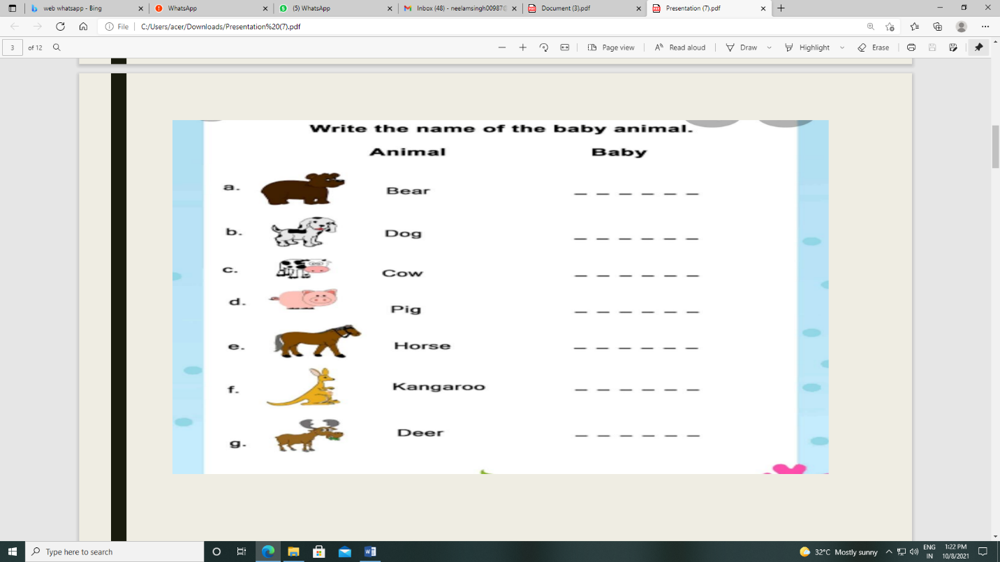 web whatsapp - Bing
WhatsApp
(5) WhatsApp
Inbox (48) - neelamsingh00987@
Document (3).pdf
Presentation (7).pdf
File
C:/Users/acer/Downloads/Presentation%20(7).pdf
3 of 12
Page view
Read aloud
Draw
Highlight
Erase
Write the name of the baby animal.
Animal Baby
a. Bear _ _ _ _ _ _
b. Dog _ _ _ _ _ _
c. Cow _ _ _ _ _ _
d. Pig _ _ _ _ _ _
e. Horse _ _ _ _ _ _
f. Kangaroo _ _ _ _ _ _
g. Deer _ _ _ _ _ _
Type here to search
32°C Mostly sunny
ENG
IN
1:22 PM
10/8/2021